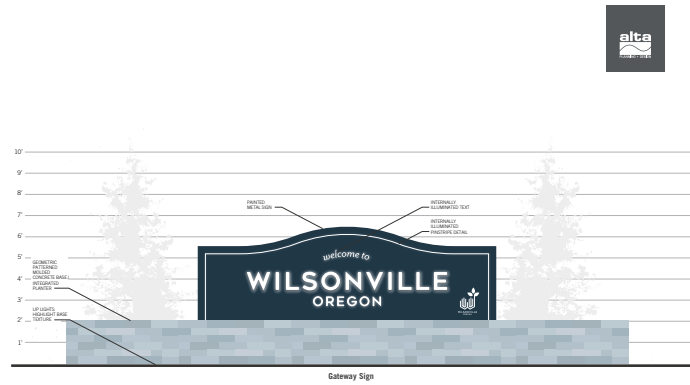 alta
10'
9'
8'
7'
6'
5'
4'
3'
2'
1'
PAINTED
METAL SIGN
INTERNALLY
ILLUMINATED TEXT
INTERNALLY
ILLUMINATED
PINSTRIPE DETAIL
GEOMETRIC
PATTERNED
MOLDED
CONCRETE BASE/
INTEGRATED
PLANTER
UP LIGHTS
HIGHLIGHT BASE
TEXTURE
welcome to
WILSONVILLE
OREGON
WILSONVILLE
OREGON
Gateway Sign